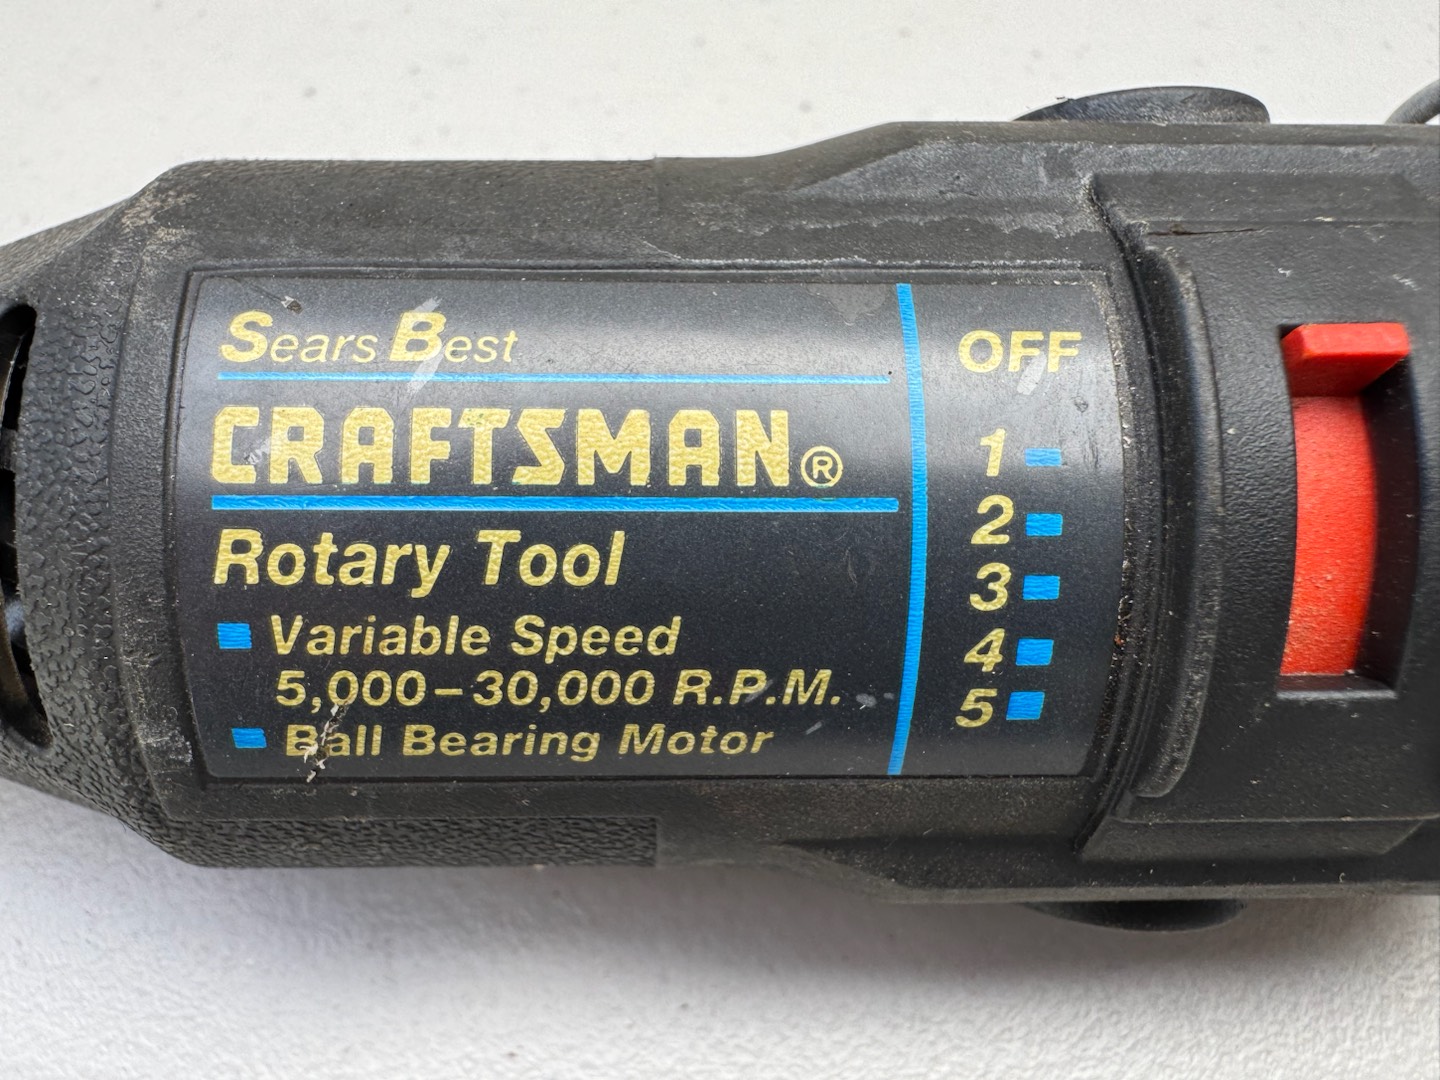 Sears Best
CRAFTSMAN®
Rotary Tool
Variable Speed
5,000–30,000 R.P.M.
Ball Bearing Motor
OFF
1
2
3
4
5